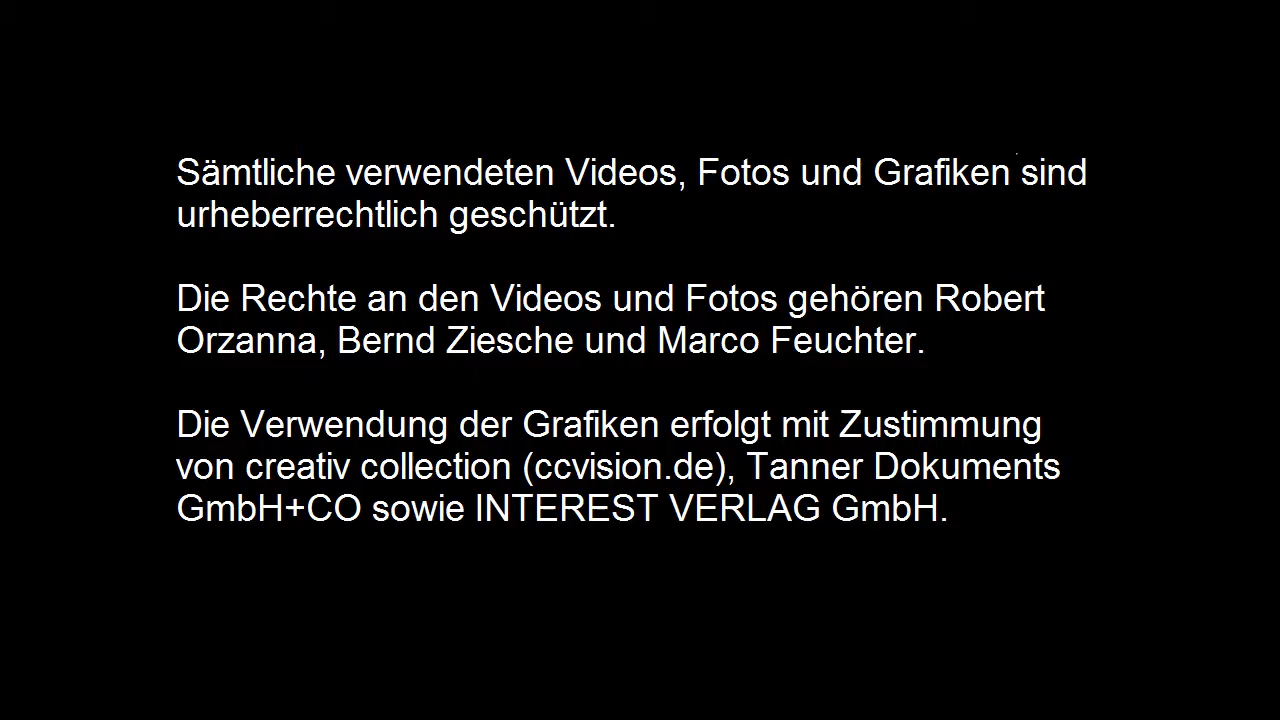 Sämtliche verwendeten Videos, Fotos und Grafiken sind
urheberrechtlich geschützt.
Die Rechte an den Videos und Fotos gehören Robert
Orzanna, Bernd Ziesche und Marco Feuchter.
Die Verwendung der Grafiken erfolgt mit Zustimmung
von creativ collection (ccvision.de), Tanner Dokuments
GmbH+CO sowie INTEREST VERLAG GmbH.